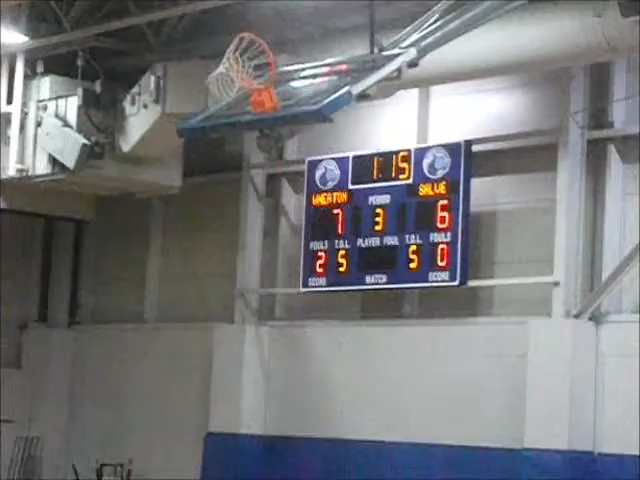 1:15
WHEATON PERIOD SALVE
7 3 6
FOULS T.O.L. PLAYER FOUL T.O.L. FOULS
2 5 5 0
SCORE MATCH SCORE